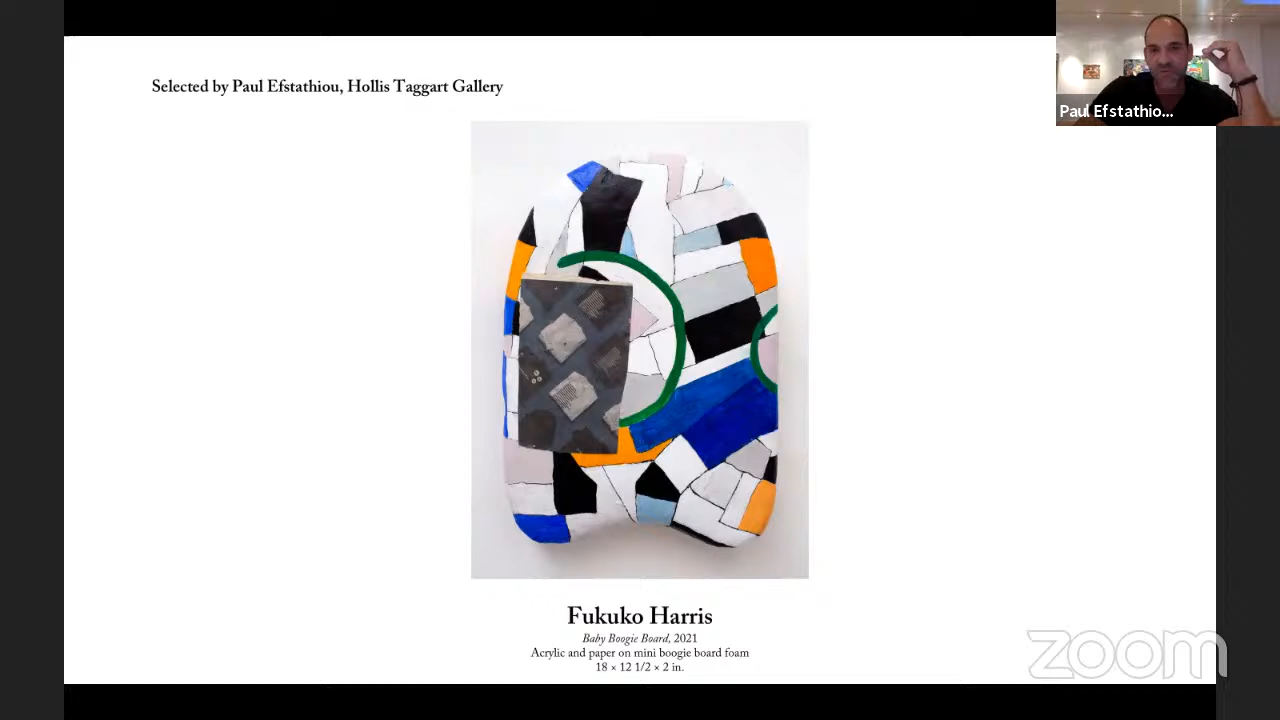 Selected by Paul Efstathiou, Hollis Taggart Gallery
Paul Efstathio...
Fukuko Harris
Baby Boogie Board, 2021
Acrylic and paper on mini boogie board foam
18 × 12 1/2 × 2 in.
zoom